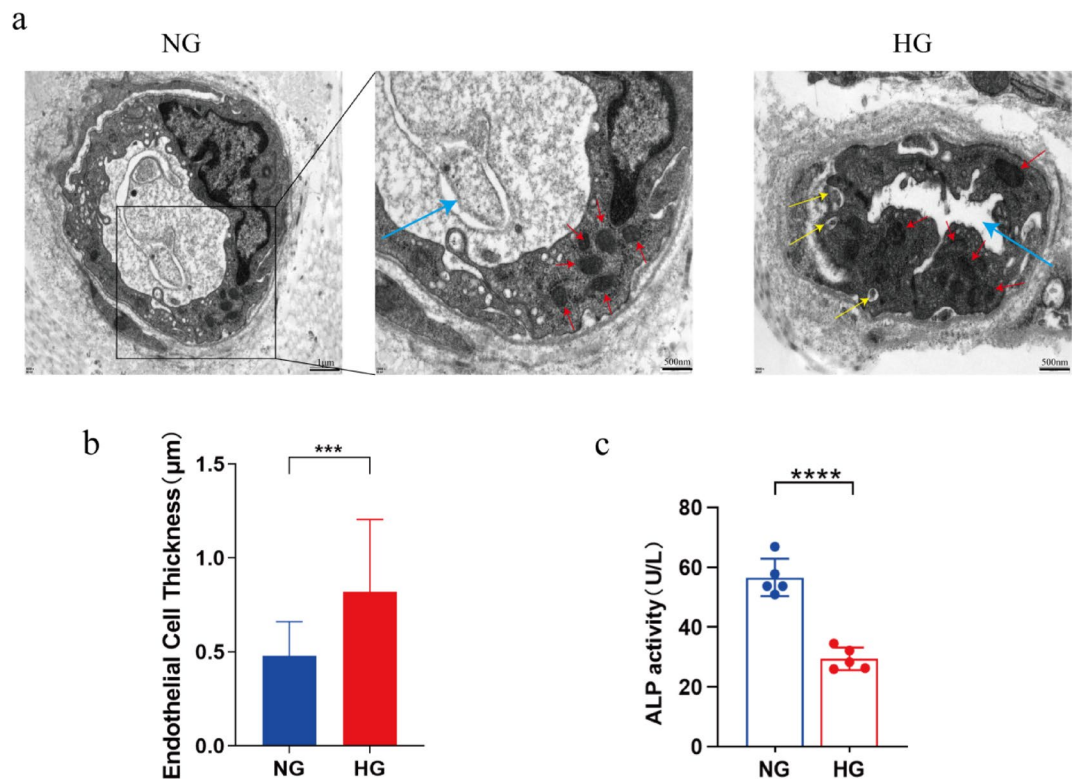 a
NG
HG
1μm
500nm
500nm
b
Endothelial Cell Thickness(μm)
1.5
1.0
0.5
0.0
***
NG
HG
c
ALP activity(U/L)
80
60
40
20
0
****
NG
HG